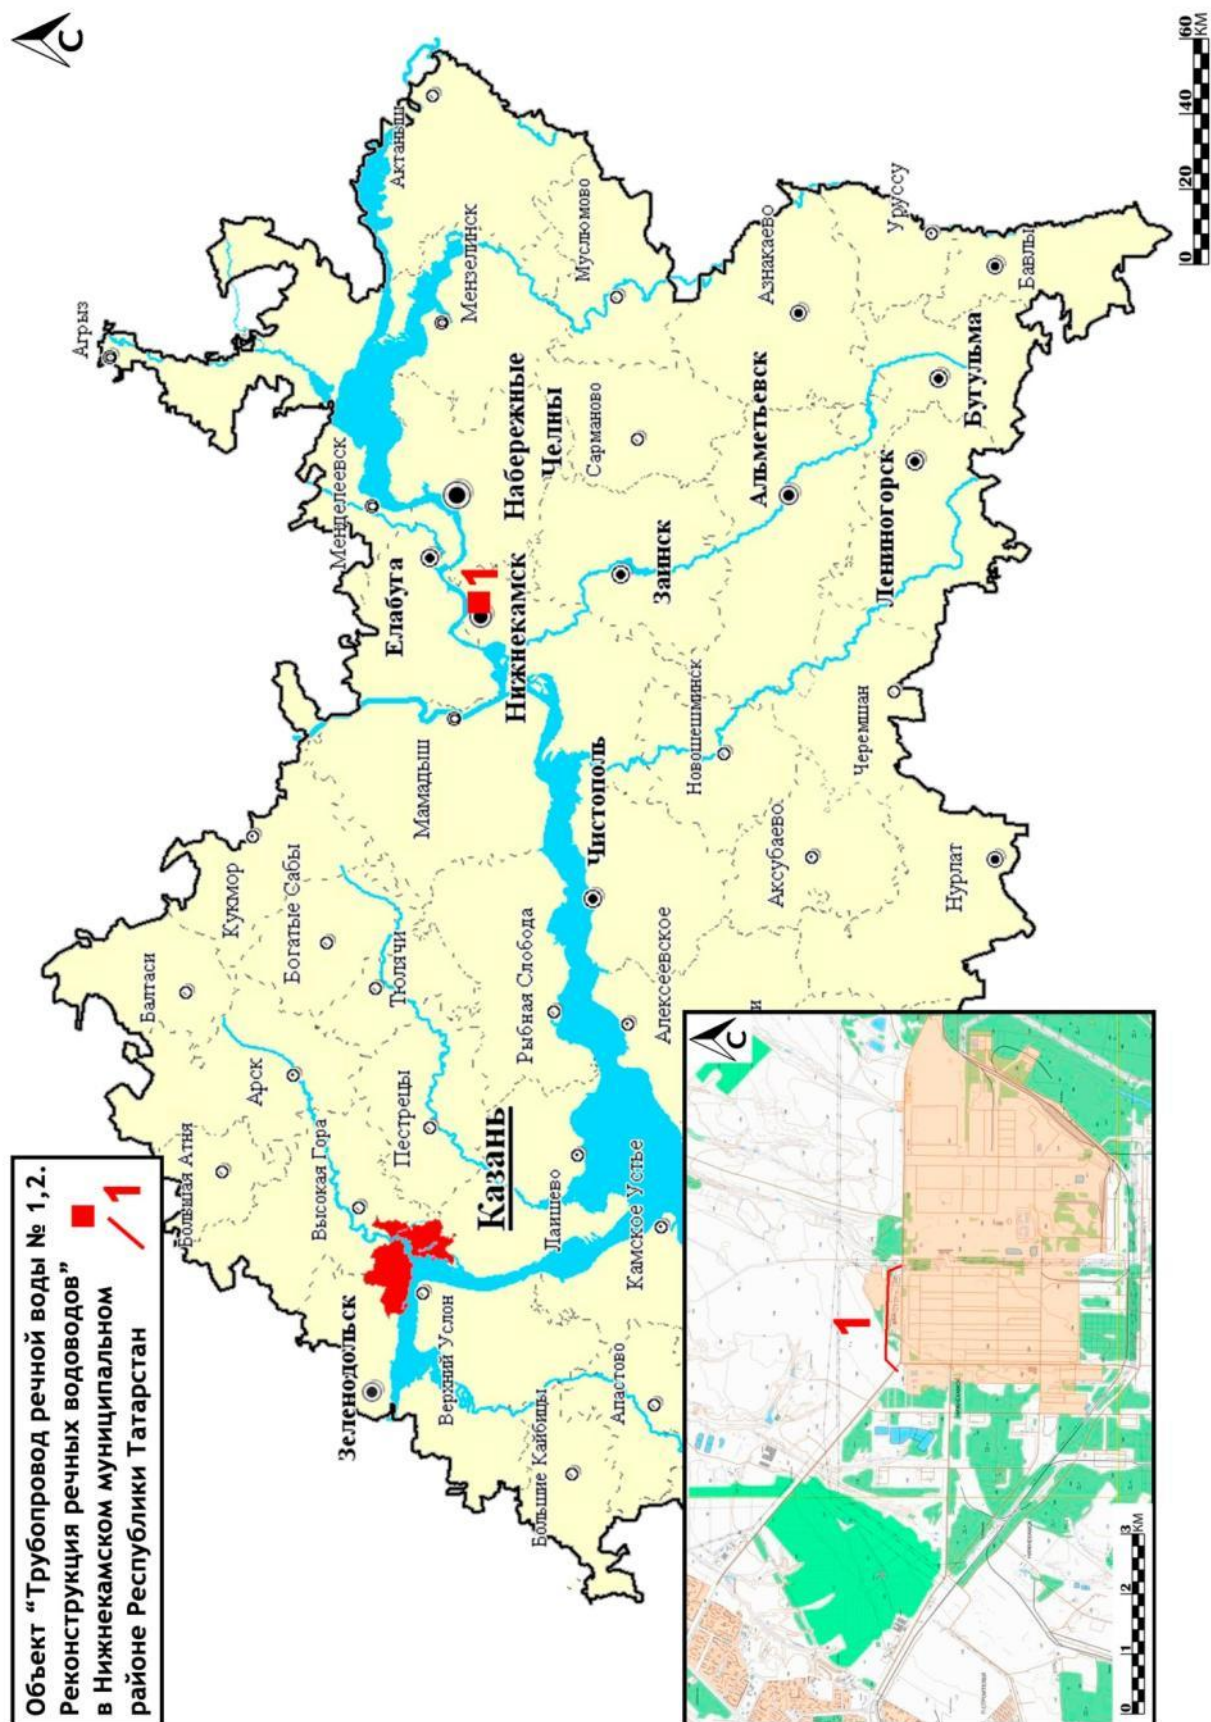 Объект “Трубопровод речной воды № 1,2.
Реконструкция речных водоводов”
в Нижнекамском муниципальном
районе Республики Татарстан
1
С
Агрыз
Актаныш
Менделеевск
Мензелинск
Елабуга
Набережные
Челны
1
Нижнекамск
Муслюмово
Сарманово
Заинск
Азнакаево
Альметьевск
Уруссу
Бавлы
Бугульма
Лениногорск
Балтаси
Кукмор
Богатые Сабы
Мамадыш
Большая Атня
Арск
Тюлячи
Высокая Гора
Пестрецы
Рыбная Слобода
Чистополь
Новошешминск
Черемшан
Аксубаево
Нурлат
Казань
Зеленодольск
Лаишево
Алексеевское
Верхний Услон
Камское Устье
Большие Кайбицы
Апастово
и
0 20 40 60
КМ
С
1
0 1 2 3
КМ